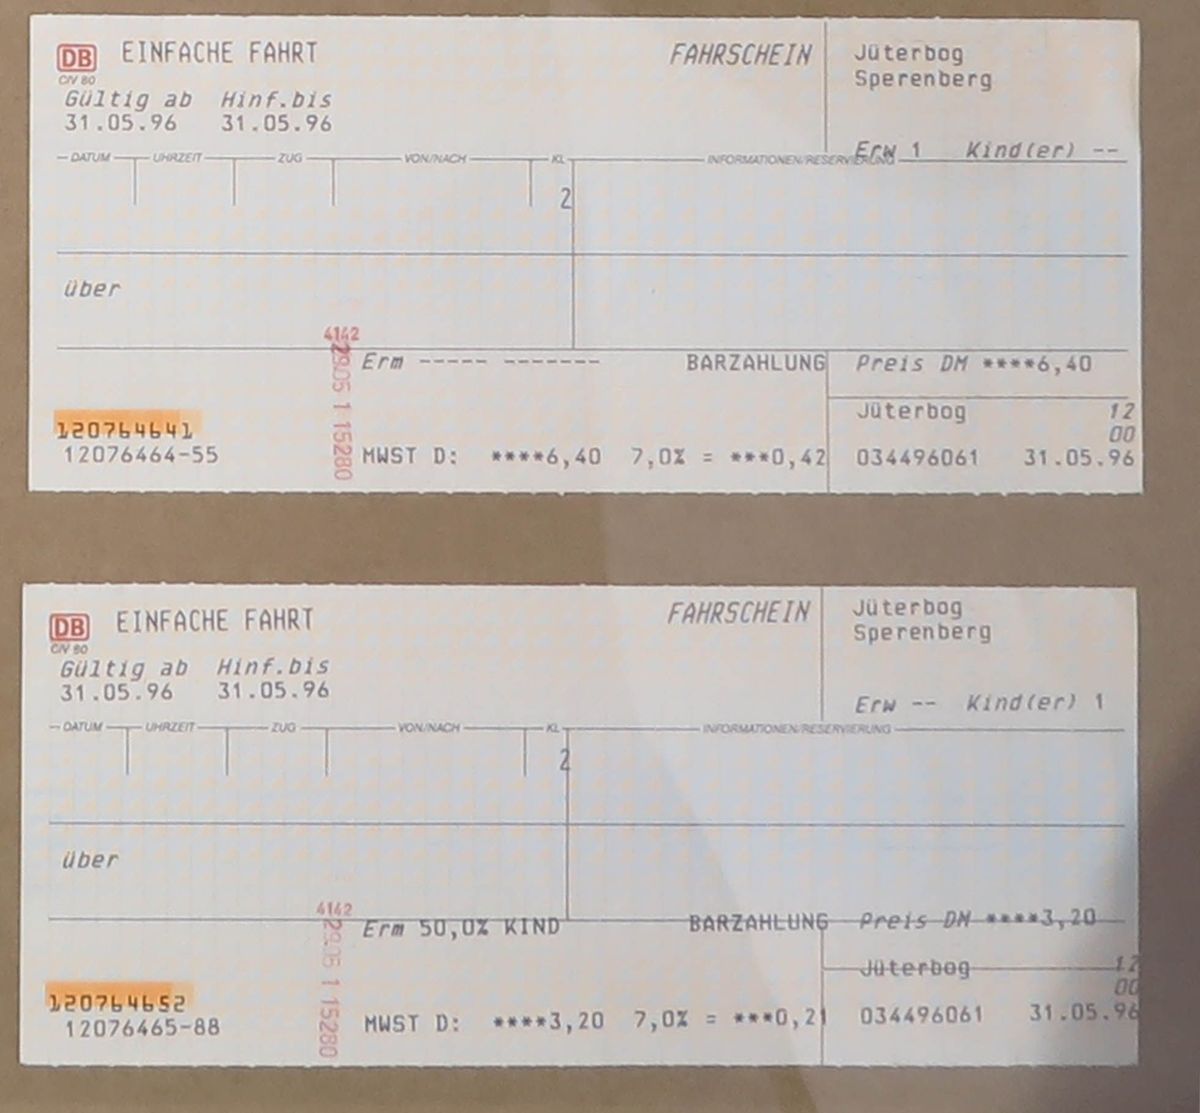 DB EINFACHE FAHRT FAHRSCHEIN Jüterbog
CIV 80 Sperenberg
Gültig ab Hinf.bis
31.05.96 31.05.96
Erw 1 Kind(er) --
DATUM UHRZEIT ZUG VON/NACH KL INFORMATIONEN/RESERVIERUNG
2
über
4142
Erm ----- ------- BARZAHLUNG Preis DM ****6,40
29.05 1 15280
Jüterbog 12
120764641 00
12076464-55 MWST D: ****6,40 7,0% = ***0,42 034496061 31.05.96
DB EINFACHE FAHRT FAHRSCHEIN Jüterbog
CIV 80 Sperenberg
Gültig ab Hinf.bis
31.05.96 31.05.96
Erw -- Kind(er) 1
DATUM UHRZEIT ZUG VON/NACH KL INFORMATIONEN/RESERVIERUNG
2
über
4142
Erm 50,0% KIND BARZAHLUNG Preis DM ****3,20
29.05 1 15280
Jüterbog 12
120764652 00
12076465-88 MWST D: ****3,20 7,0% = ***0,21 034496061 31.05.96